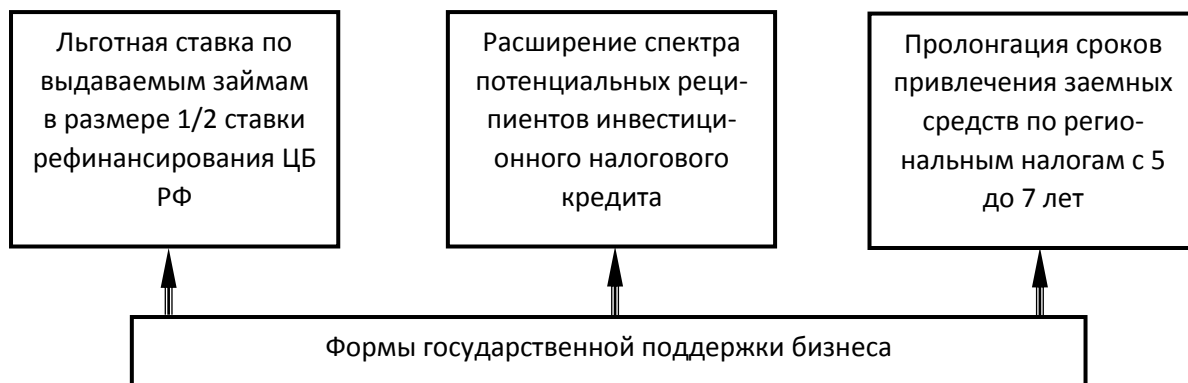 Льготная ставка по
выдаваемым займам
в размере 1/2 ставки
рефинансирования ЦБ
РФ
Расширение спектра
потенциальных реци-
пиентов инвестици-
онного налогового
кредита
Пролонгация сроков
привлечения заемных
средств по регио-
нальным налогам с 5
до 7 лет
Формы государственной поддержки бизнеса